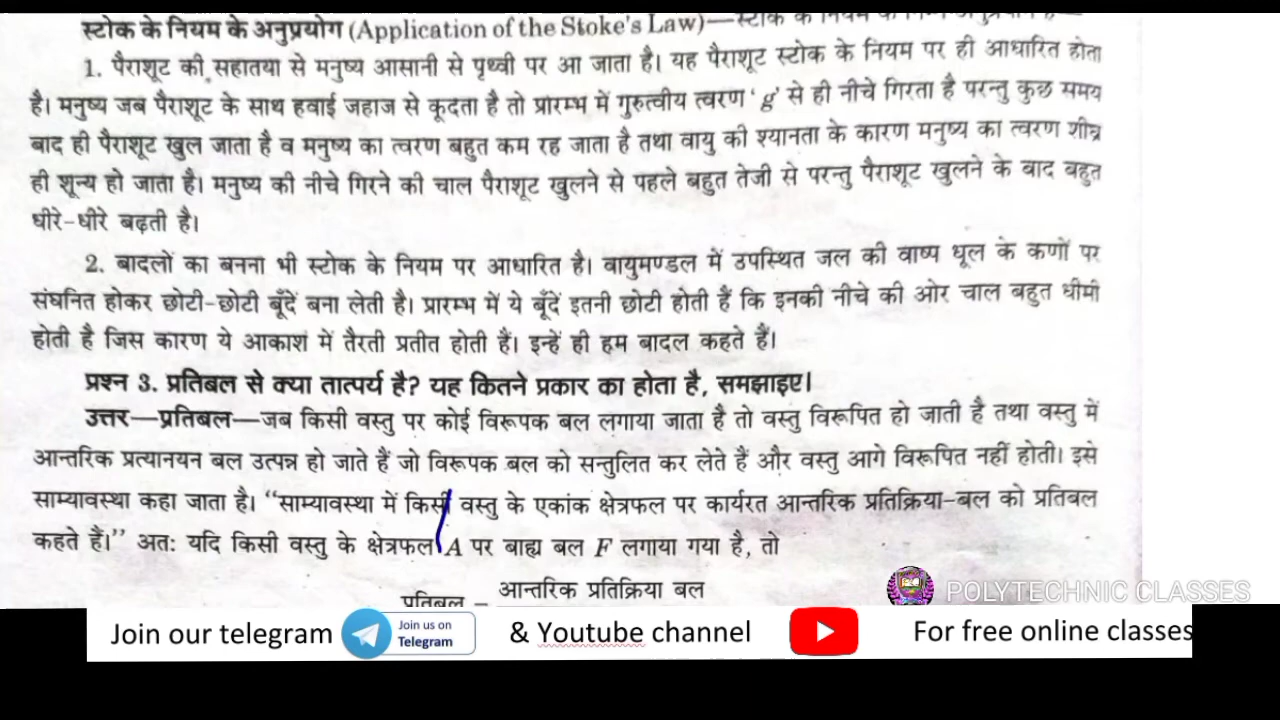 स्टोक के नियम के अनुप्रयोग (Application of the Stoke's Law)—स्टोक के नियम के
1. पैराशूट की सहातया से मनुष्य आसानी से पृथ्वी पर आ जाता है। यह पैराशूट स्टोक के नियम पर ही आधारित होता
है। मनुष्य जब पैराशूट के साथ हवाई जहाज से कूदता है तो प्रारम्भ में गुरुत्वीय त्वरण ‘g’ से ही नीचे गिरता है परन्तु कुछ समय
बाद ही पैराशूट खुल जाता है व मनुष्य का त्वरण बहुत कम रह जाता है तथा वायु की श्यानता के कारण मनुष्य का त्वरण शीघ्र
ही शून्य हो जाता है। मनुष्य की नीचे गिरने की चाल पैराशूट खुलने से पहले बहुत तेजी से परन्तु पैराशूट खुलने के बाद बहुत
धीरे-धीरे बढ़ती है।
2. बादलों का बनना भी स्टोक के नियम पर आधारित है। वायुमण्डल में उपस्थित जल की वाष्प धूल के कणों पर
संघनित होकर छोटी-छोटी बूँदें बना लेती है। प्रारम्भ में ये बूँदें इतनी छोटी होती हैं कि इनकी नीचे की ओर चाल बहुत धीमी
होती है जिस कारण ये आकाश में तैरती प्रतीत होती हैं। इन्हें ही हम बादल कहते हैं।
प्रश्न 3. प्रतिबल से क्या तात्पर्य है? यह कितने प्रकार का होता है, समझाइए।
उत्तर—प्रतिबल—जब किसी वस्तु पर कोई विरूपक बल लगाया जाता है तो वस्तु विरूपित हो जाती है तथा वस्तु में
आन्तरिक प्रत्यानयन बल उत्पन्न हो जाते हैं जो विरूपक बल को सन्तुलित कर लेते हैं और वस्तु आगे विरूपित नहीं होती। इसे
साम्यावस्था कहा जाता है। “साम्यावस्था में किसी वस्तु के एकांक क्षेत्रफल पर कार्यरत आन्तरिक प्रतिक्रिया-बल को प्रतिबल
कहते हैं।” अतः यदि किसी वस्तु के क्षेत्रफल A पर बाह्य बल F लगाया गया है, तो
प्रतिबल = आन्तरिक प्रतिक्रिया बल
POLYTECHNIC CLASSES
Join our telegram Join us on Telegram & Youtube channel For free online classes